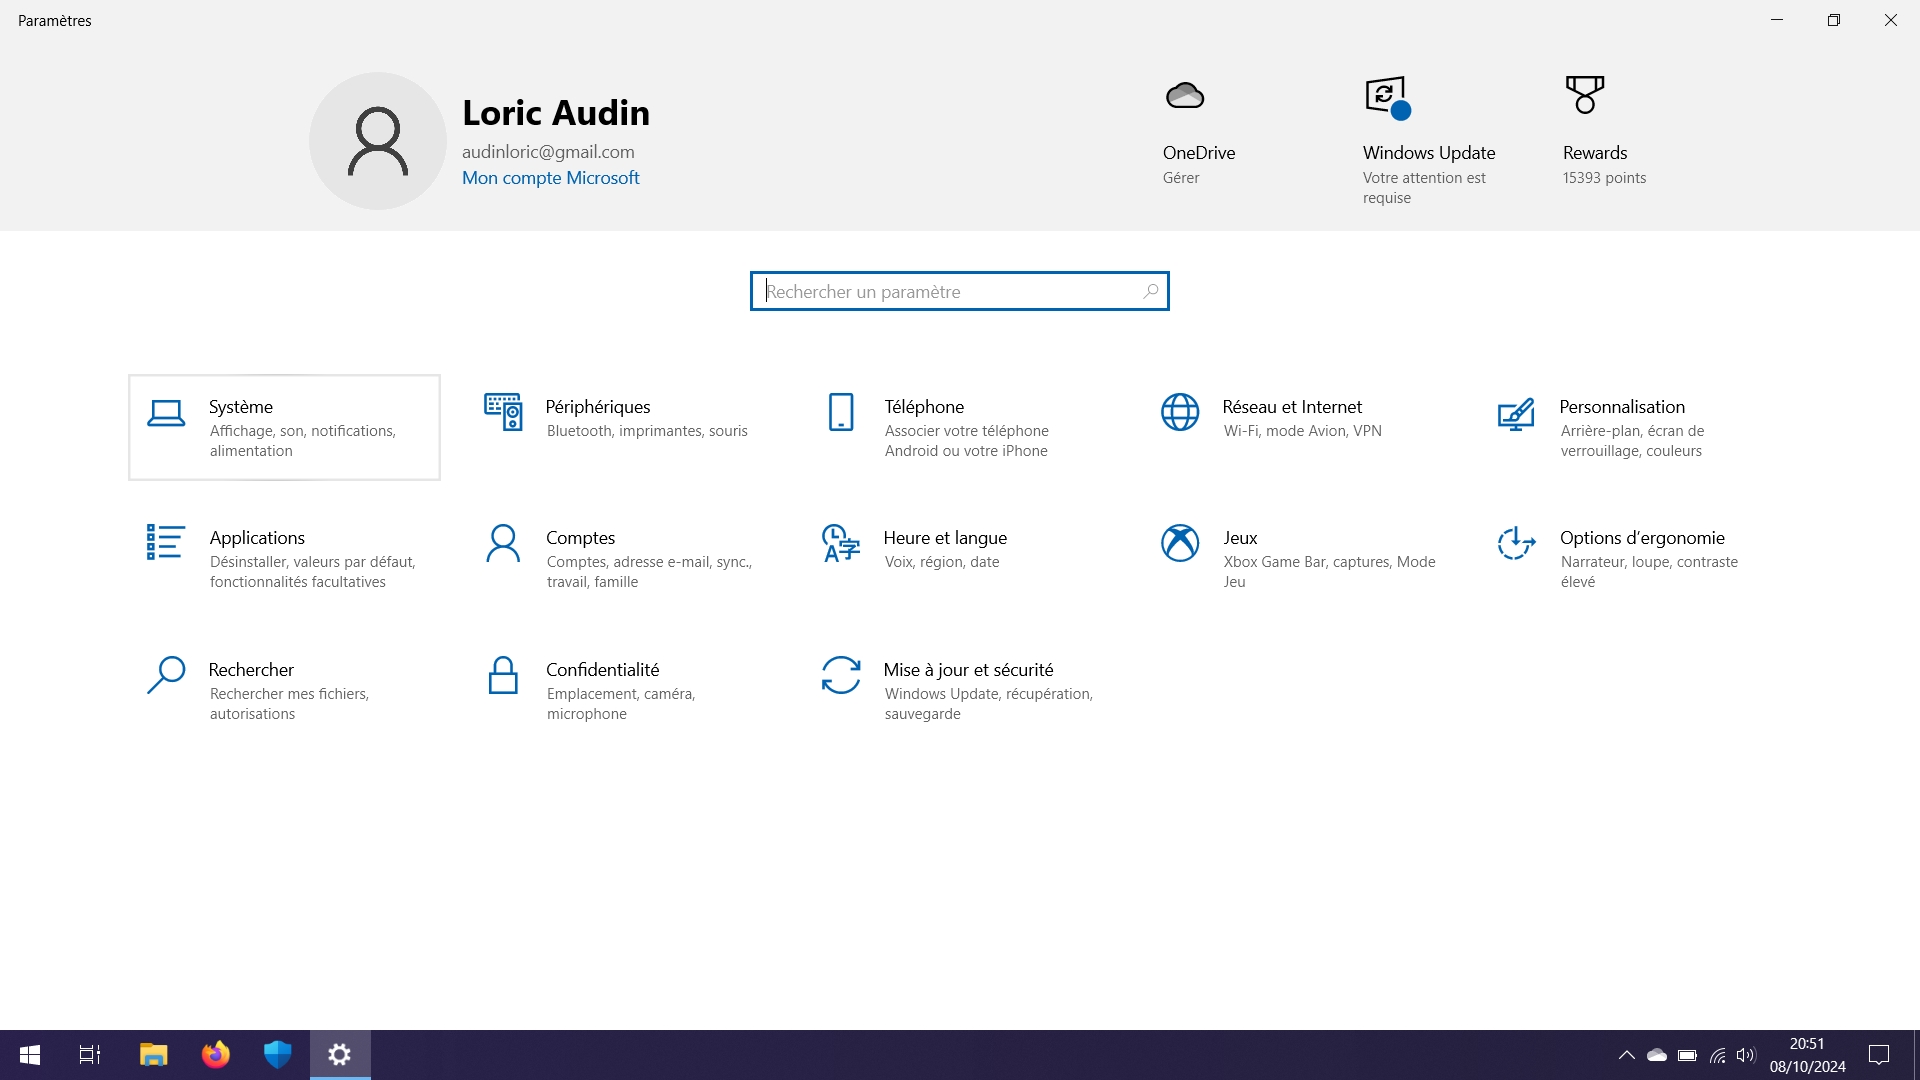 Paramètres
Loric Audin
audinloric@gmail.com
Mon compte Microsoft
OneDrive
Gérer
Windows Update
Votre attention est
requise
Rewards
15393 points
Rechercher un paramètre
Système
Affichage, son, notifications,
alimentation
Périphériques
Bluetooth, imprimantes, souris
Téléphone
Associer votre téléphone
Android ou votre iPhone
Réseau et Internet
Wi-Fi, mode Avion, VPN
Personnalisation
Arrière-plan, écran de
verrouillage, couleurs
Applications
Désinstaller, valeurs par défaut,
fonctionnalités facultatives
Comptes
Comptes, adresse e-mail, sync.,
travail, famille
Heure et langue
Voix, région, date
Jeux
Xbox Game Bar, captures, Mode
Jeu
Options d’ergonomie
Narrateur, loupe, contraste
élevé
Rechercher
Rechercher mes fichiers,
autorisations
Confidentialité
Emplacement, caméra,
microphone
Mise à jour et sécurité
Windows Update, récupération,
sauvegarde
20:51
08/10/2024